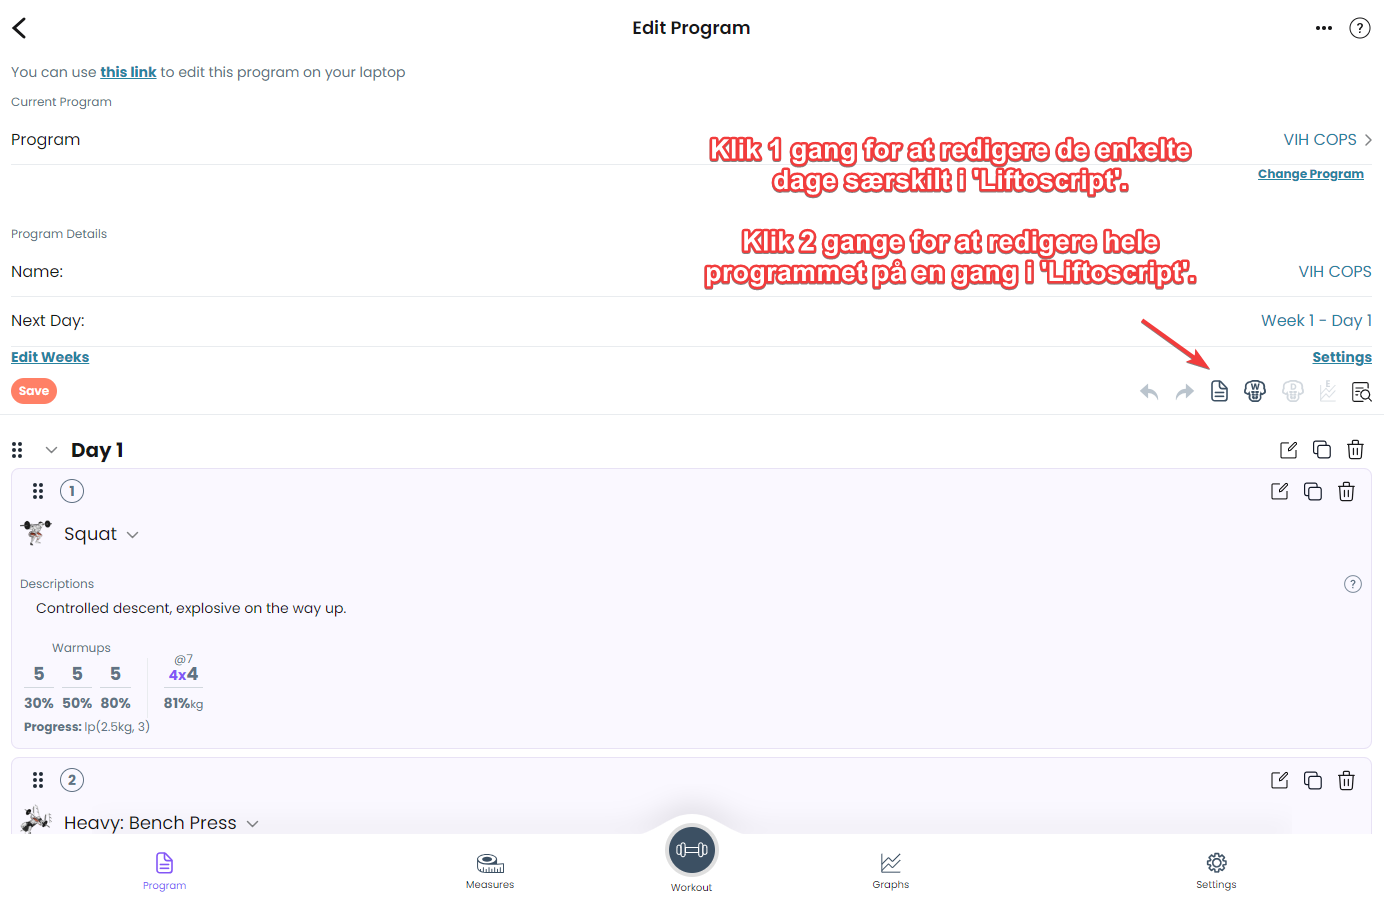 Edit Program
You can use this link to edit this program on your laptop
Current Program
Program
VIH COPS
Change Program
Klik 1 gang for at redigere de enkelte
dage særskilt i 'Liftoscript'.
Program Details
Klik 2 gange for at redigere hele
programmet på en gang i 'Liftoscript'.
Name:
VIH COPS
Next Day:
Week 1 - Day 1
Edit Weeks
Settings
Save
W
D
E
Day 1
1
Squat
Descriptions
Controlled descent, explosive on the way up.
Warmups
5 5 5
30% 50% 80%
@7
4x4
81%kg
Progress: lp(2.5kg, 3)
2
Heavy: Bench Press
Program
Measures
Workout
Graphs
Settings